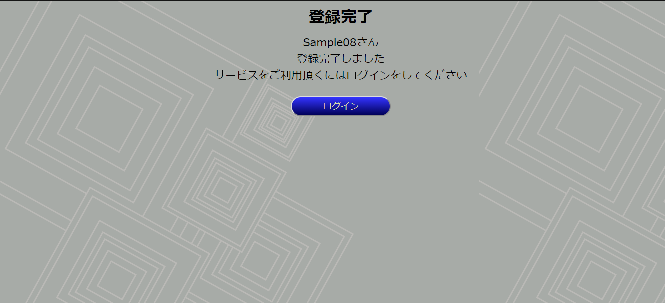 登録完了
Sample08さん
登録完了しました
サービスをご利用頂くにはログインをしてください
ログイン